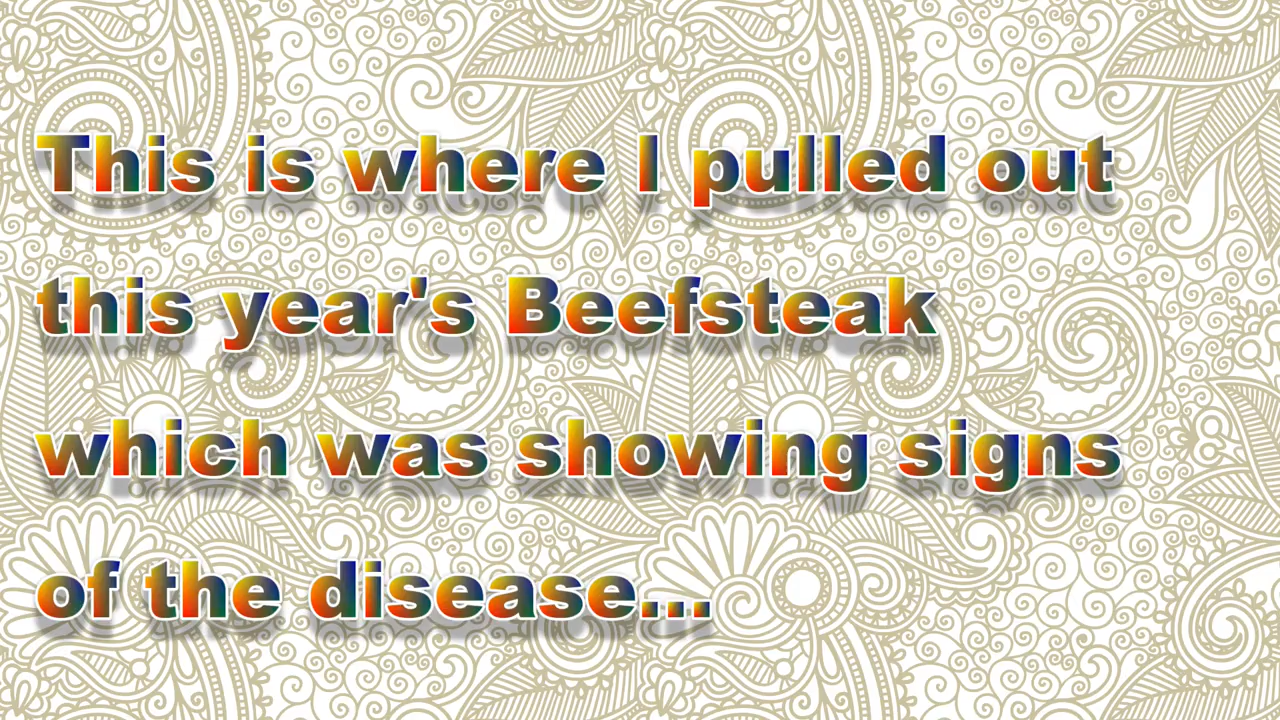 This is where I pulled out
this year's Beefsteak
which was showing signs
of the disease...